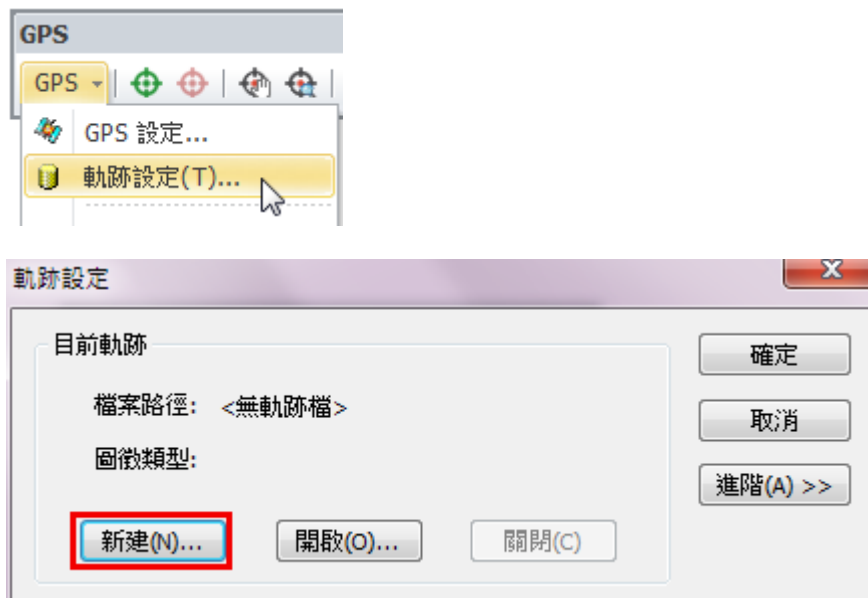 GPS
GPS
GPS 設定...
軌跡設定(T)...
軌跡設定
目前軌跡
檔案路徑: <無軌跡檔>
圖徵類型:
新建(N)... 開啟(O)... 關閉(C)
確定
取消
進階(A) >>